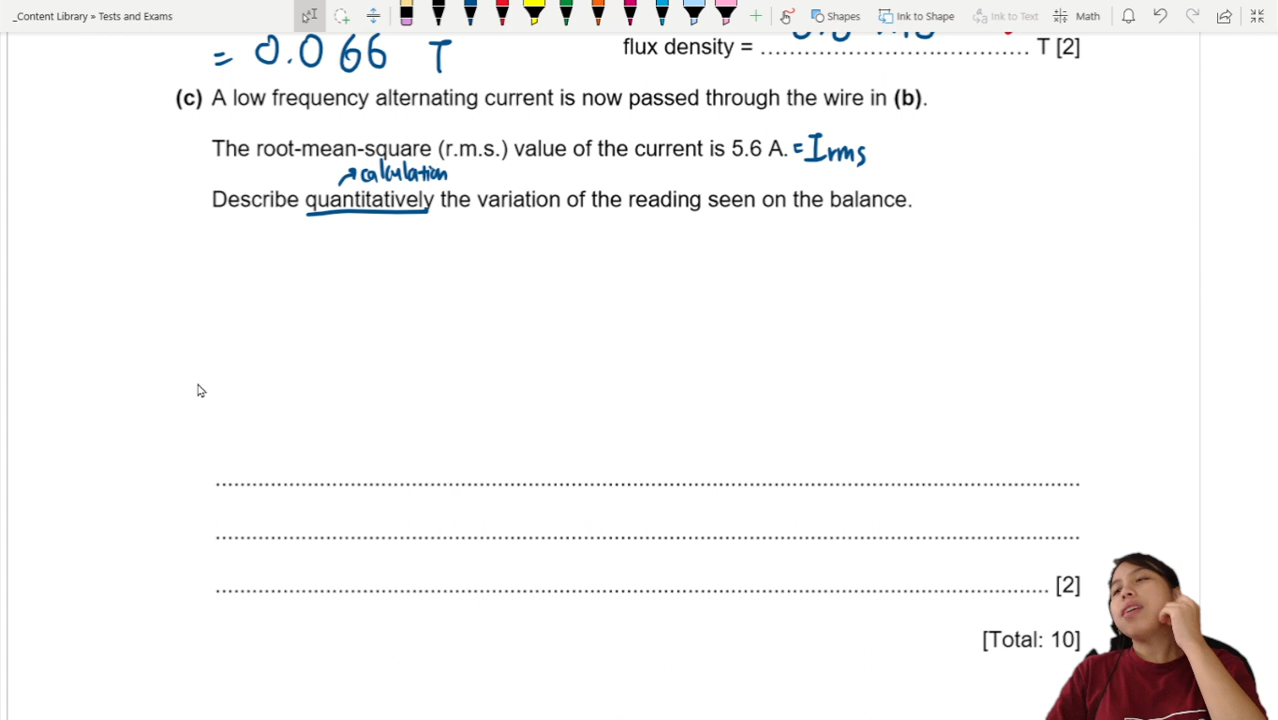 _Content Library » Tests and Exams
Shapes
Ink to Shape
Ink to Text
Math
= 0.066 T
flux density = .................................... T [2]
(c) A low frequency alternating current is now passed through the wire in (b).
The root-mean-square (r.m.s.) value of the current is 5.6 A. = Irms
calculation
Describe quantitatively the variation of the reading seen on the balance.
[2]
[Total: 10]